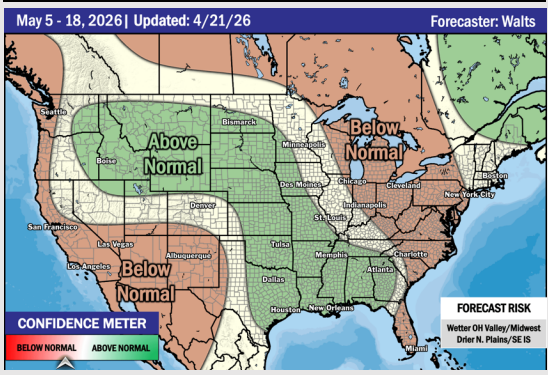 May 5 - 18, 2026| Updated: 4/21/26
Forecaster: Walts
Seattle
Bismarck
Above
Normal
Minneapolis
Below
Normal
Boise
Boston
Des Moines
Chicago
Cleveland
New York City
Denver
Indianapolis
St. Louis
San Francisco
Las Vegas
Albuquerque
Tulsa
Memphis
Charlotte
Los Angeles
Below
Normal
Dallas
Atlanta
Houston
New Orleans
Miami
FORECAST RISK
Wetter OH Valley/Midwest
Drier N. Plains/SE IS
CONFIDENCE METER
BELOW NORMAL
ABOVE NORMAL